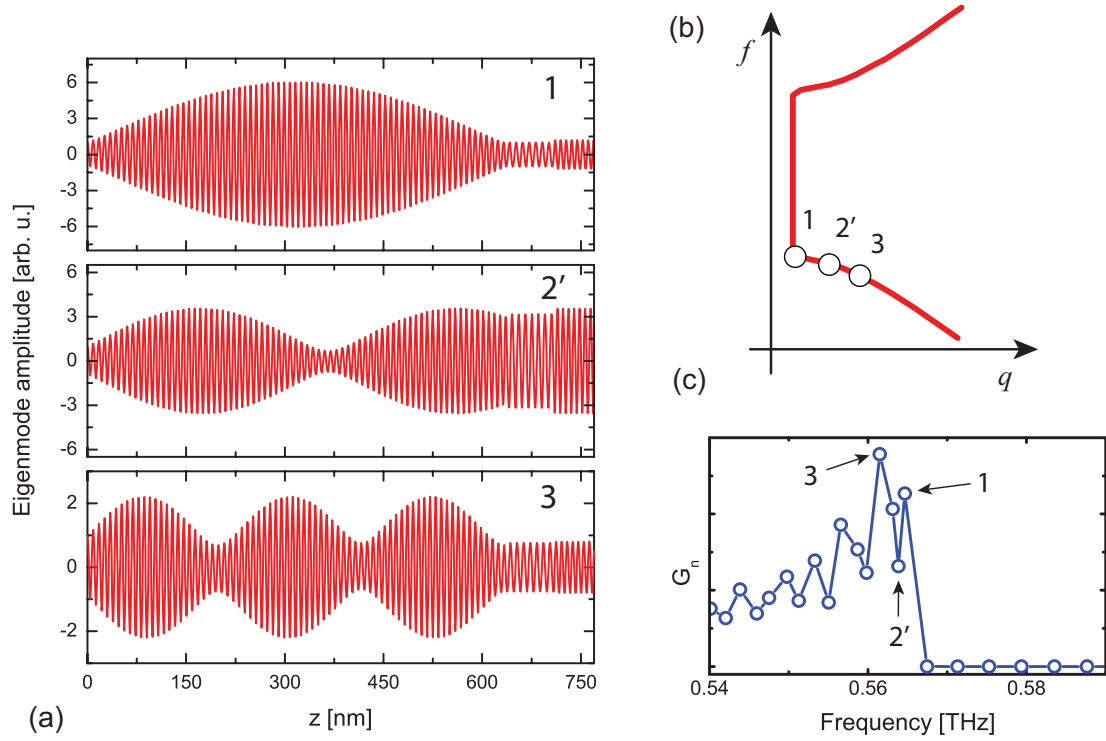 1
6
3
0
-3
-6
2'
6
3
0
-3
-6
3
2
0
-2
Eigenmode amplitude [arb. u.]
0 150 300 450 600 750
z [nm]
(a)
(b)
f
1
2'
3
q
(c)
3
1
2'
G_n
0.54 0.56 0.58
Frequency [THz]